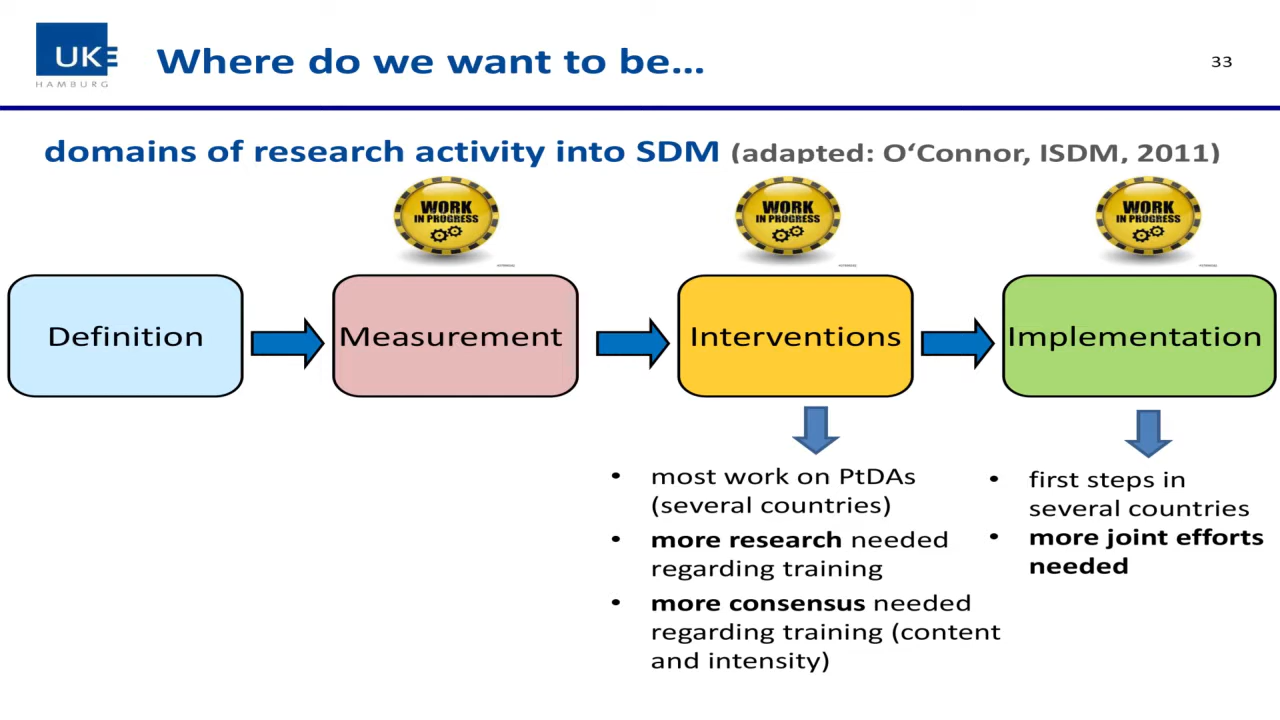 UKE
HAMBURG
Where do we want to be...
33
domains of research activity into SDM (adapted: O‘Connor, ISDM, 2011)
WORK
IN PROGRESS
WORK
IN PROGRESS
WORK
IN PROGRESS
Definition
Measurement
Interventions
Implementation
• most work on PtDAs
(several countries)
• more research needed
regarding training
• more consensus needed
regarding training (content
and intensity)
• first steps in
several countries
• more joint efforts
needed